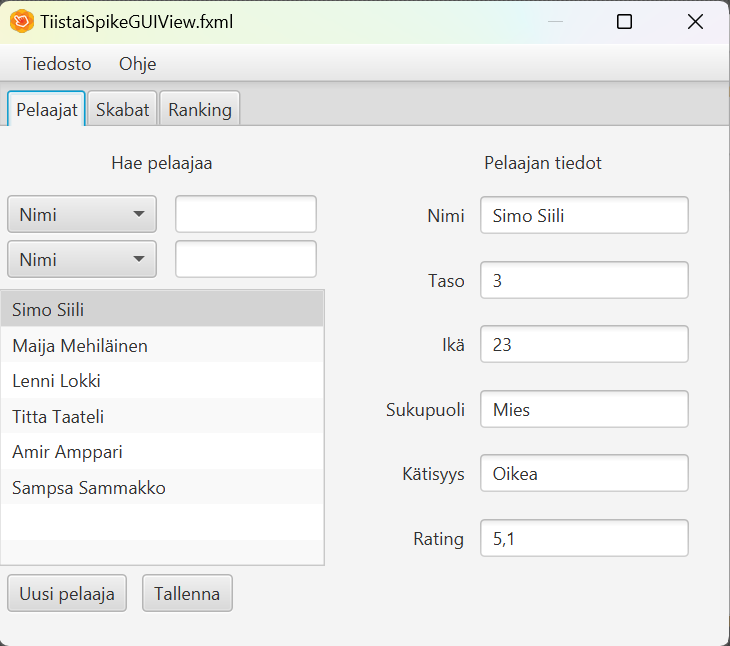 TiistaiSpikeGUIView.fxml
Tiedosto Ohje
Pelaajat Skabat Ranking
Hae pelaajaa
Nimi
Nimi
Simo Siili
Maija Mehiläinen
Lenni Lokki
Titta Taateli
Amir Amppari
Sampsa Sammakko
Uusi pelaaja Tallenna
Pelaajan tiedot
Nimi Simo Siili
Taso 3
Ikä 23
Sukupuoli Mies
Kätisyys Oikea
Rating 5,1